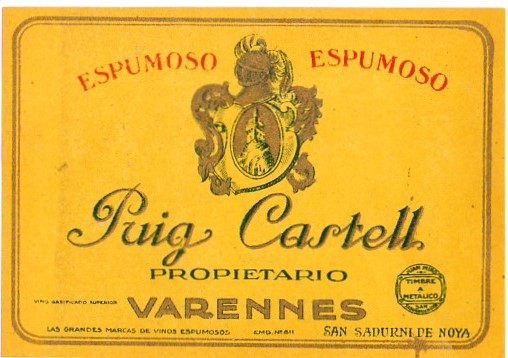 ESPUMOSO ESPUMOSO
Puig Castell
PROPIETARIO
VINO GASIFICADO SUPERIOR
VARENNES
TIMBRE
A
METALICO
LAS GRANDES MARCAS DE VINOS ESPUMOSOS
EMB. Nº 811
SAN SADURNI DE NOYA